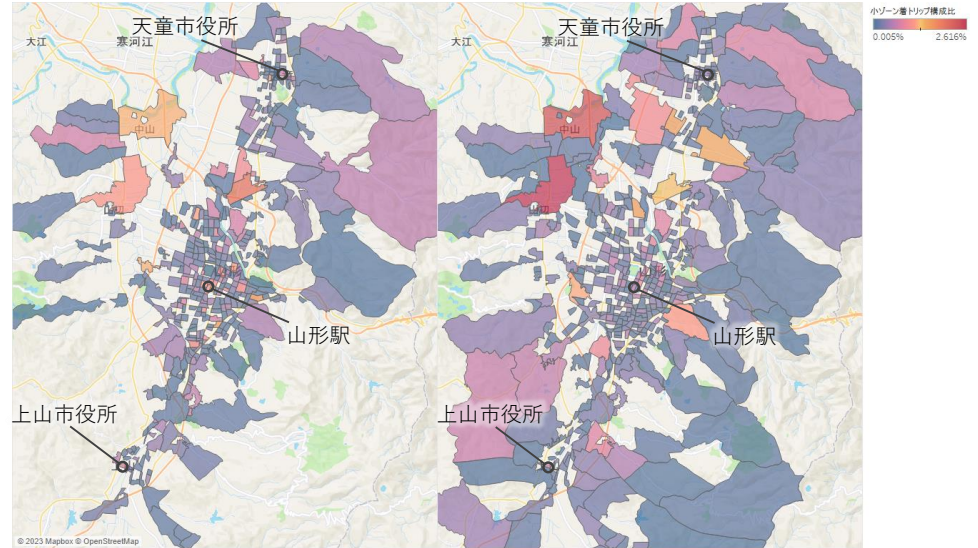 天童市役所
大江
寒河江
中山
山形駅
上山市役所
© 2023 Mapbox © OpenStreetMap
天童市役所
大江
寒河江
中山
山形
山形駅
上山市役所
小ゾーン着トリップ構成比
0.005%
2.616%